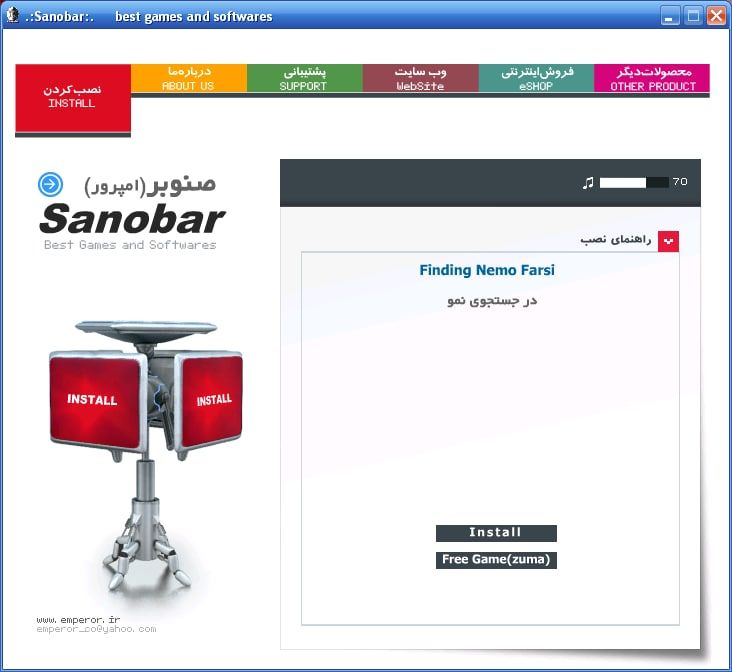 .:Sanobar:. best games and softwares
نصب‌کردن
INSTALL
درباره‌ما
ABOUT US
پشتیبانی
SUPPORT
وب سایت
WebSite
فروش‌اینترنتی
eSHOP
محصولات‌دیگر
OTHER PRODUCT
صنوبر(امپرور)
Sanobar
Best Games and Softwares
70
راهنمای نصب
Finding Nemo Farsi
در جستجوی نمو
INSTALL
INSTALL
Install
Free Game(zuma)
www.emperor.ir
emperor_co@yahoo.com